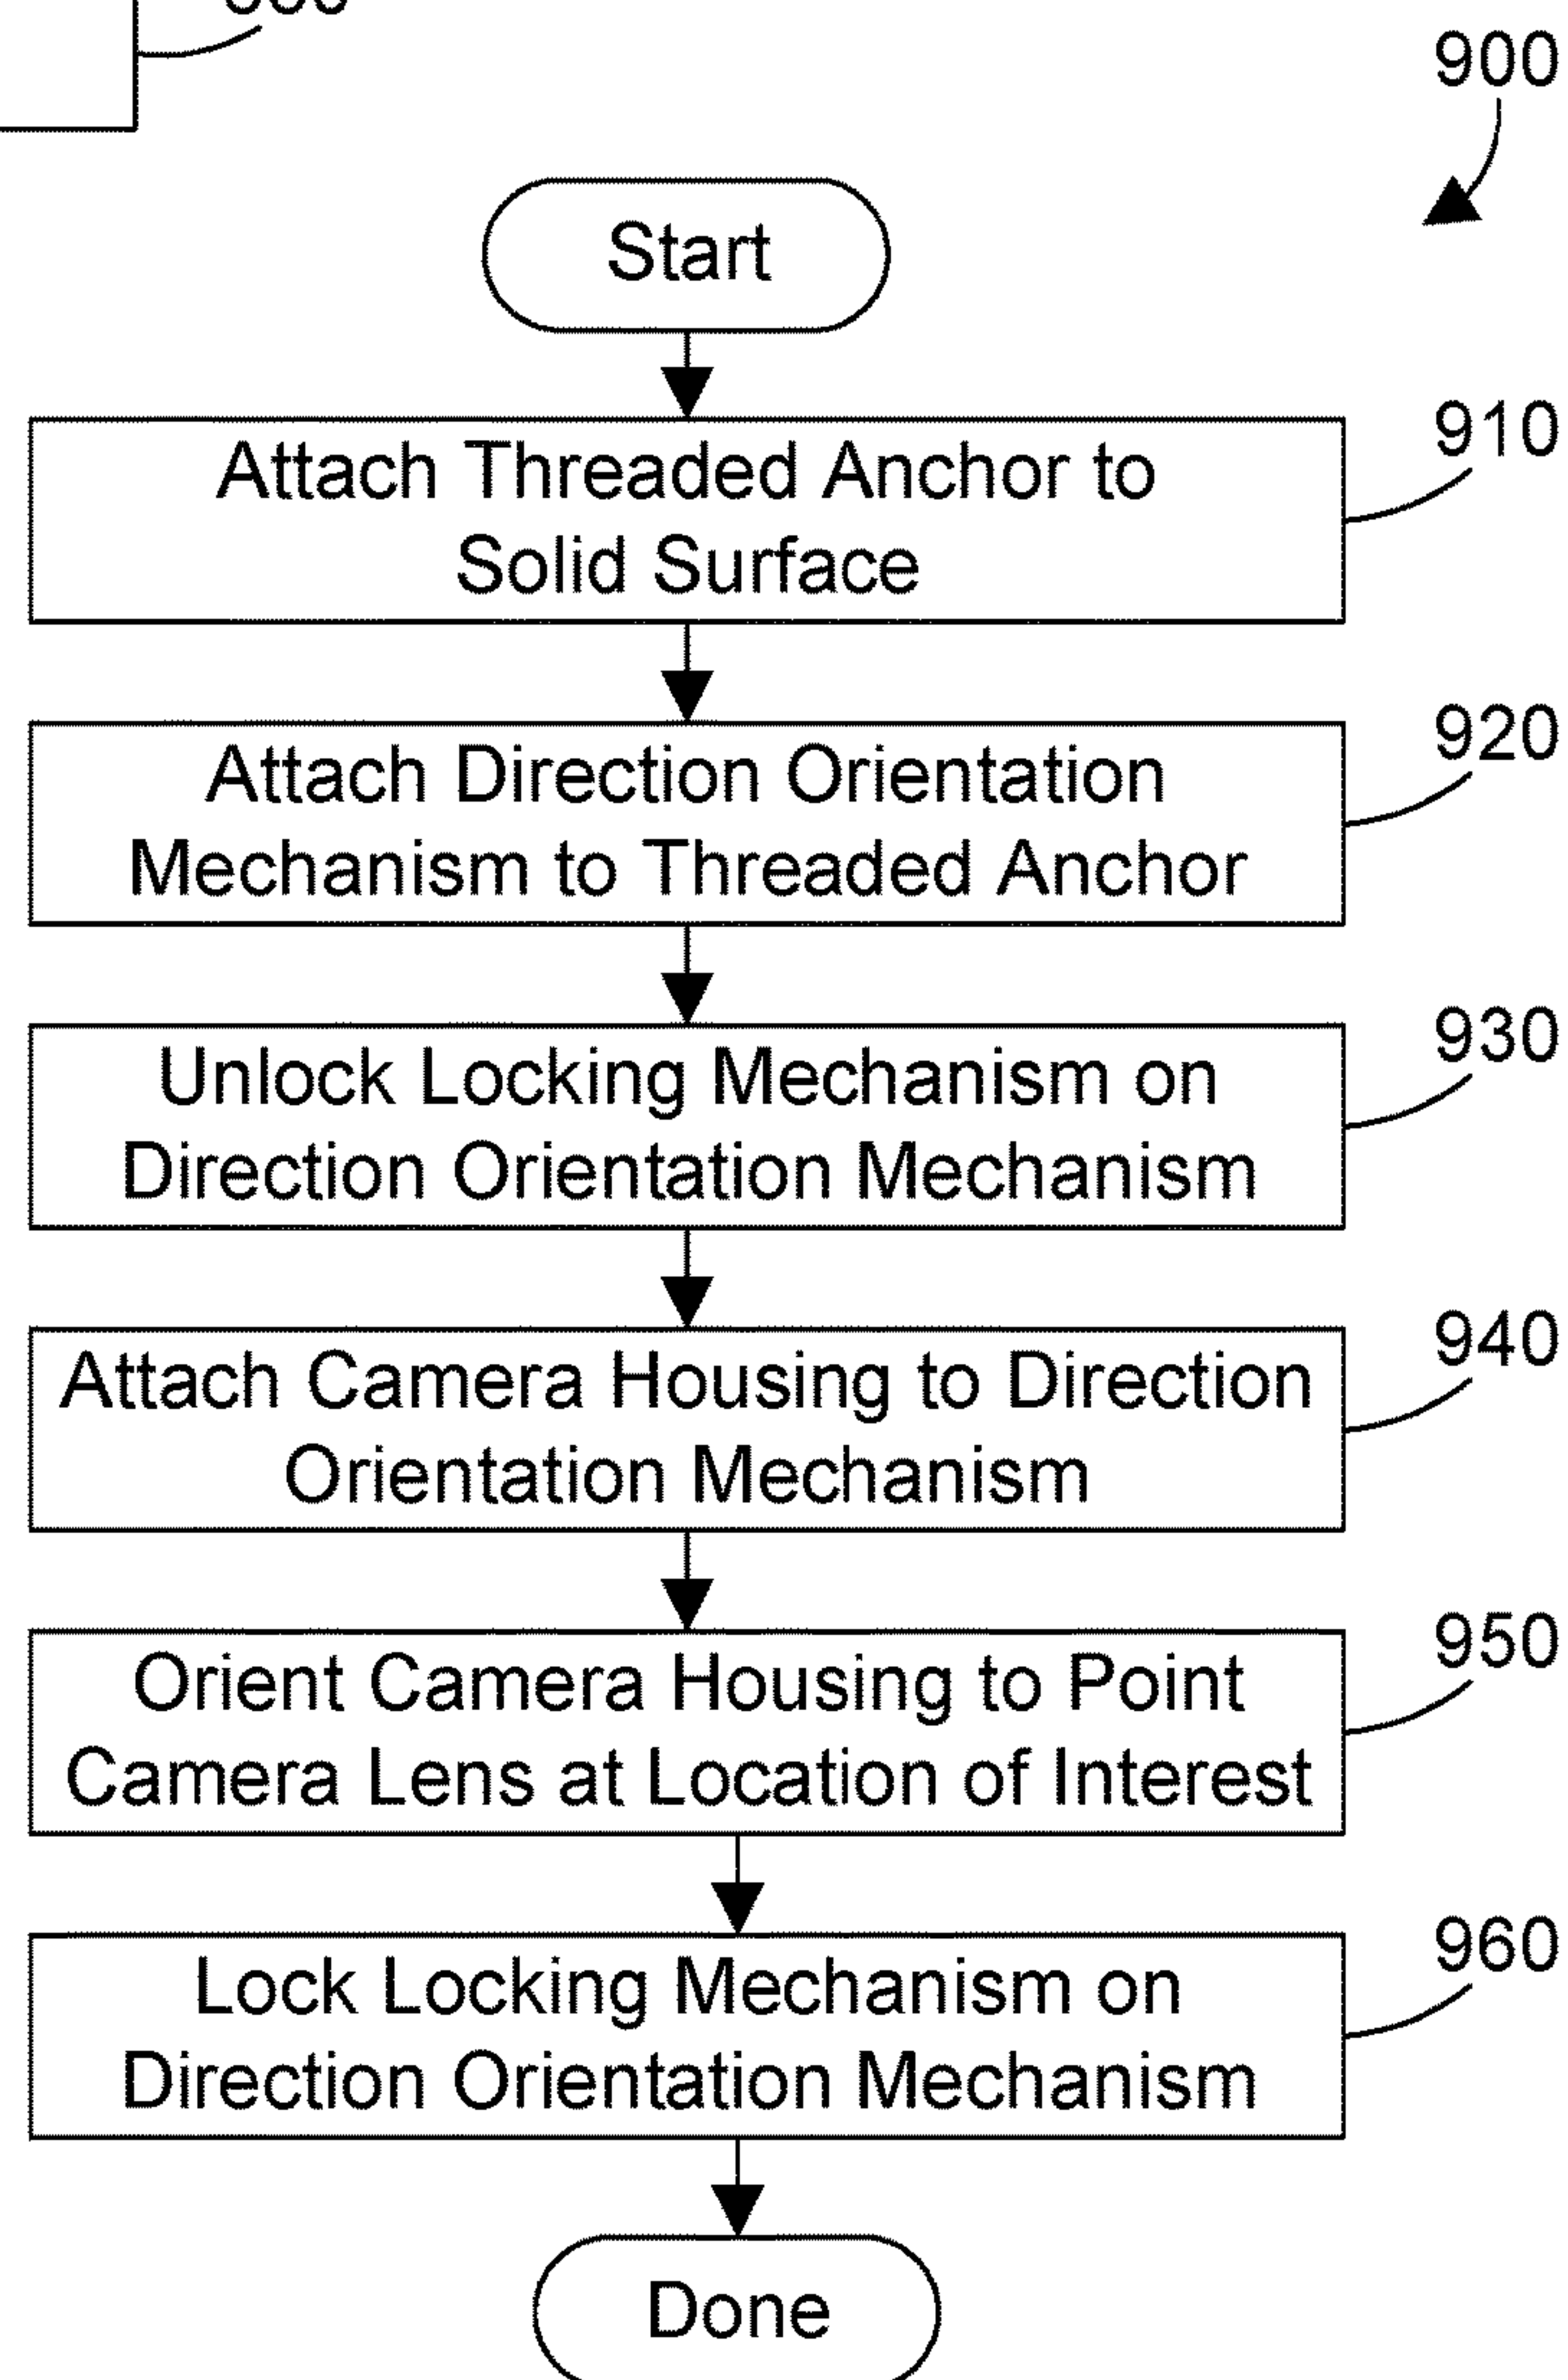 900
Start
Attach Threaded Anchor to
Solid Surface
910
Attach Direction Orientation
Mechanism to Threaded Anchor
920
Unlock Locking Mechanism on
Direction Orientation Mechanism
930
Attach Camera Housing to Direction
Orientation Mechanism
940
Orient Camera Housing to Point
Camera Lens at Location of Interest
950
Lock Locking Mechanism on
Direction Orientation Mechanism
960
Done